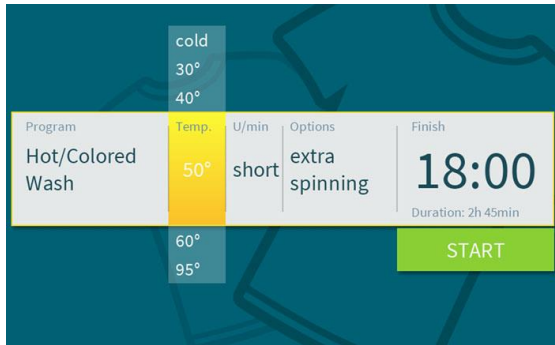 cold
30°
40°
Program
Temp.
U/min
Options
Finish
Hot/Colored
Wash
50°
short
extra
spinning
18:00
Duration: 2h 45min
60°
95°
START